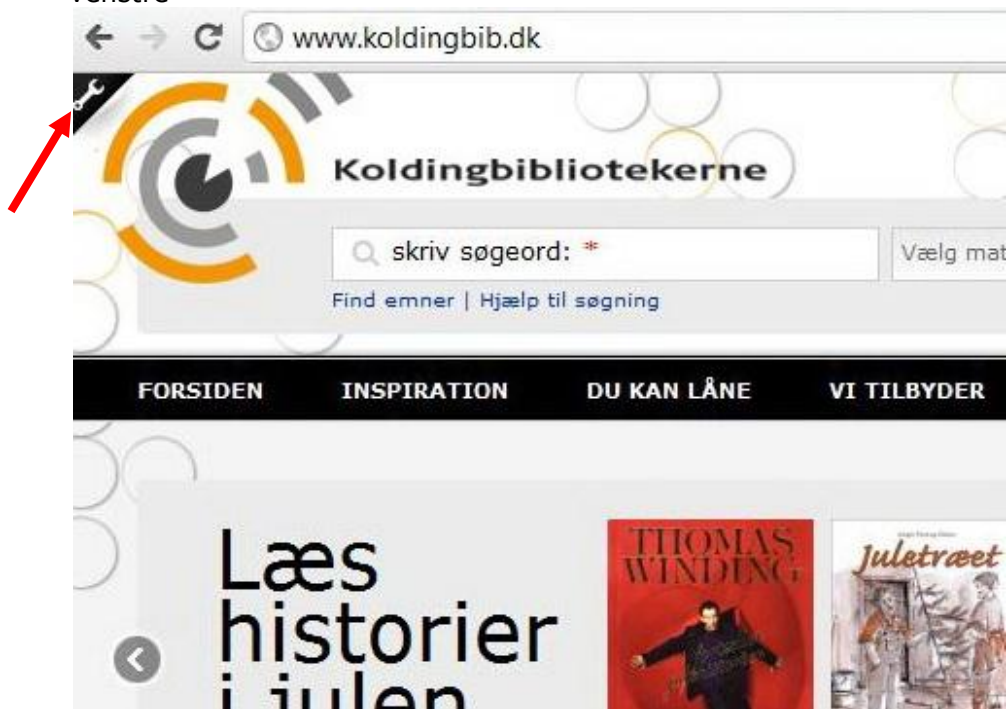 venstre
www.koldingbib.dk
Koldingbibliotekerne
skriv søgeord: *
Vælg mat
Find emner | Hjælp til søgning
FORSIDEN INSPIRATION DU KAN LÅNE VI TILBYDER
Læs
historier
i julen
THOMAS
WINDING
Juletræet